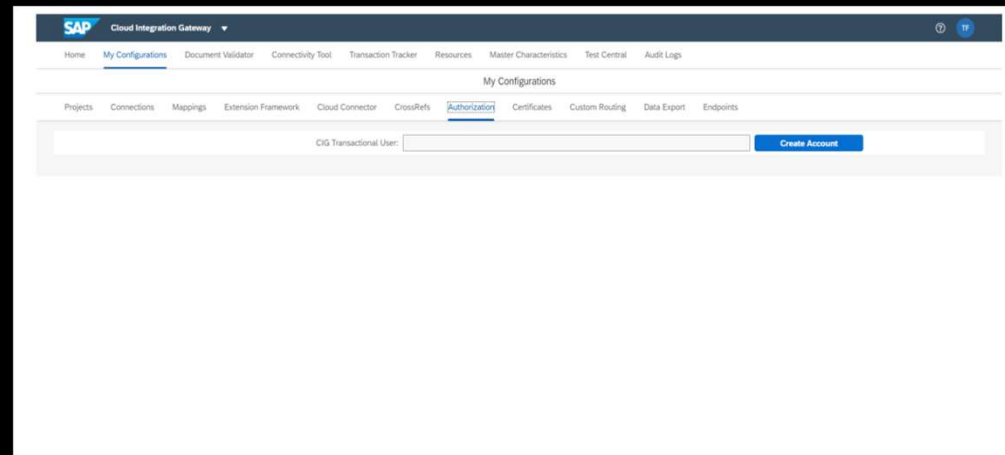 SAP Cloud Integration Gateway TF
Home My Configurations Document Validator Connectivity Tool Transaction Tracker Resources Master Characteristics Test Central Audit Logs
My Configurations
Projects Connections Mappings Extension Framework Cloud Connector CrossRefs Authorization Certificates Custom Routing Data Export Endpoints
CIG Transactional User: Create Account